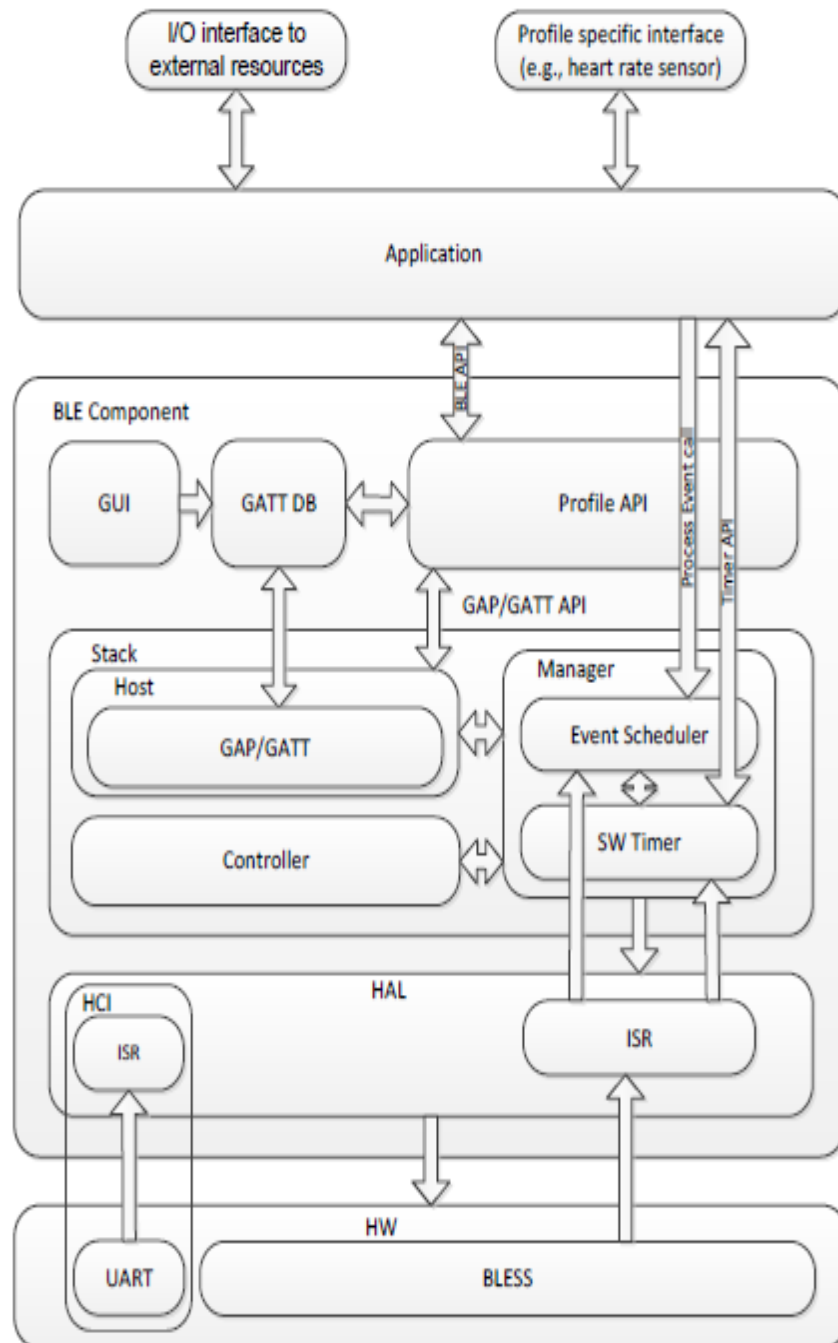 I/O interface to
external resources
Profile specific interface
(e.g., heart rate sensor)
Application
BLE API
Process Event call
Timer API
BLE Component
GUI
GATT DB
Profile API
GAP/GATT API
Stack
Host
GAP/GATT
Manager
Event Scheduler
SW Timer
Controller
HAL
HCI
ISR
ISR
HW
UART
BLESS